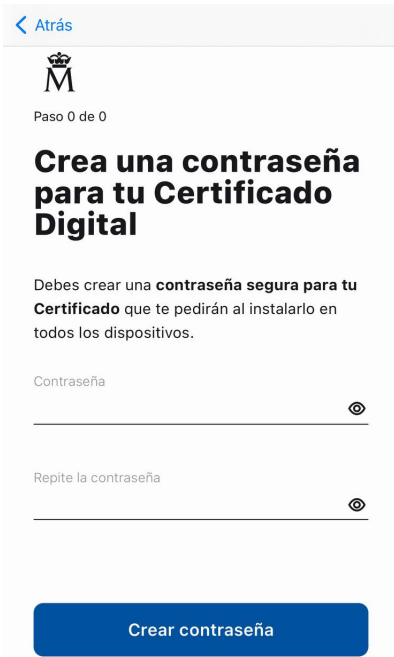 Atrás
M
Paso 0 de 0
Crea una contraseña
para tu Certificado
Digital
Debes crear una contraseña segura para tu
Certificado que te pedirán al instalarlo en
todos los dispositivos.
Contraseña
Repite la contraseña
Crear contraseña